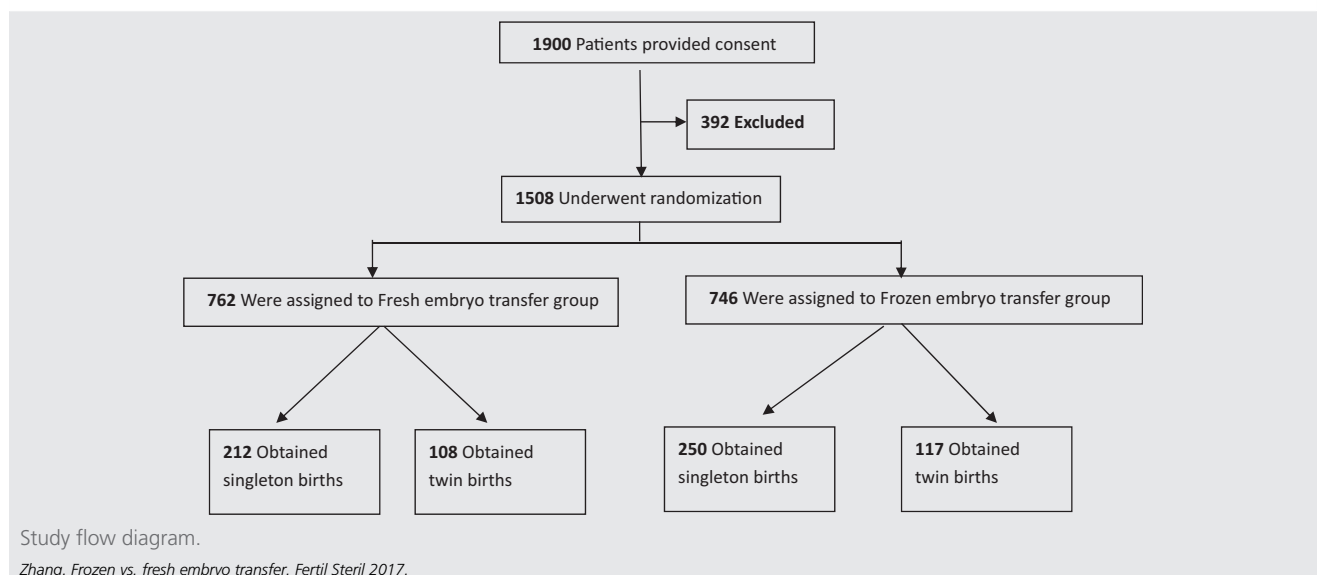 1900 Patients provided consent
392 Excluded
1508 Underwent randomization
762 Were assigned to Fresh embryo transfer group
746 Were assigned to Frozen embryo transfer group
212 Obtained
singleton births
108 Obtained
twin births
250 Obtained
singleton births
117 Obtained
twin births
Study flow diagram.
Zhang. Frozen vs. fresh embryo transfer. Fertil Steril 2017.